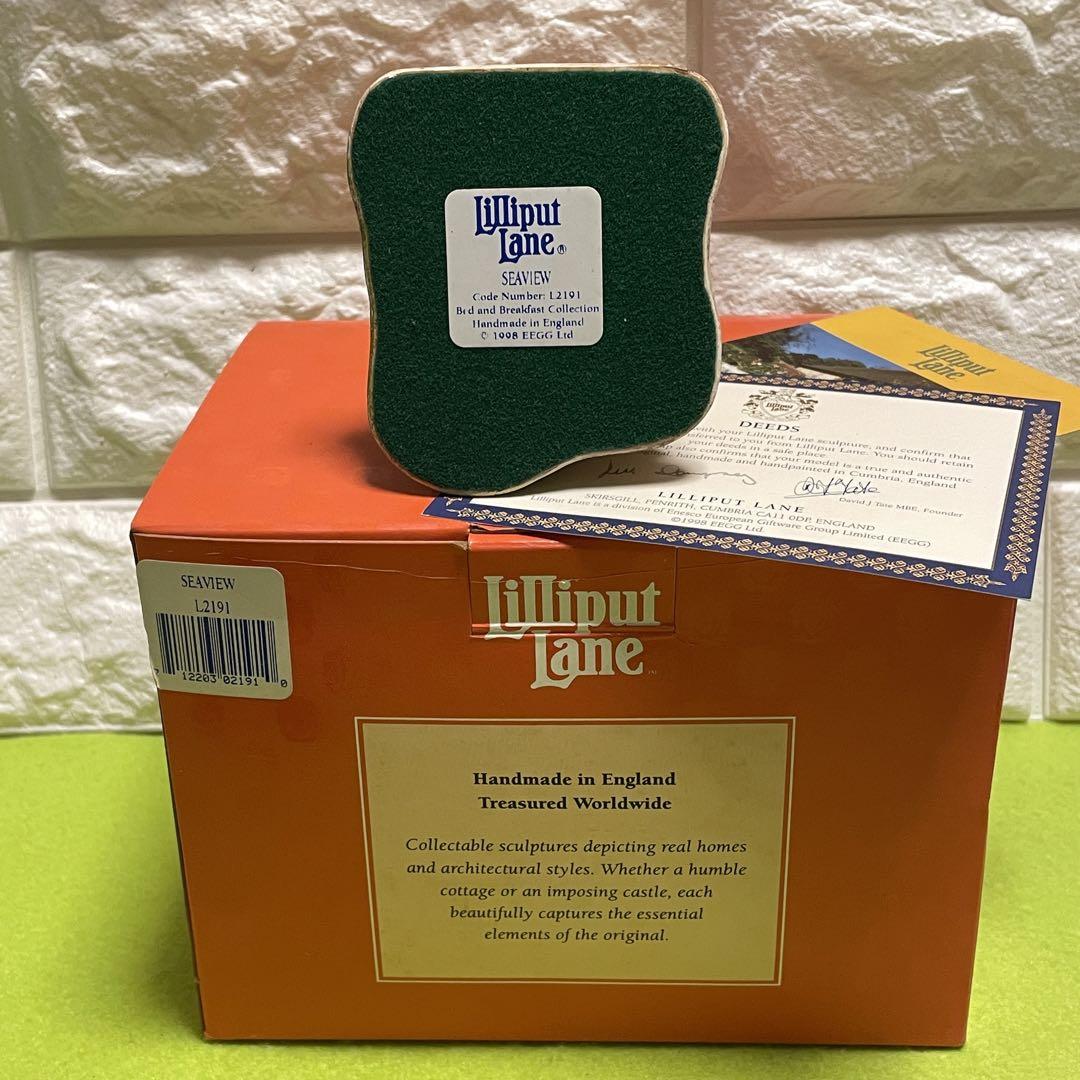 Lilliput
Lane®
SEAVIEW
Code Number: L2191
Bed and Breakfast Collection
Handmade in England
© 1998 EEGG Ltd
Lilliput
Lane
Lilliput
Lane
DEEDS
with your Lilliput Lane sculpture, and confirm that
to you from Lilliput Lane. You should retain
your deeds in a safe place.
also confirms that your model is a true and authentic
handmade and handpainted in Cumbria, England
David J Tate MBE, Founder
LILLIPUT LANE
SKIRSGILL, PENRITH, CUMBRIA CA11 0DP, ENGLAND
Lilliput Lane is a division of Enesco European Giftware Group Limited (EEGG)
©1998 EEGG Ltd.
SEAVIEW
L2191
7 12203 02191 0
Lilliput
Lane™
Handmade in England
Treasured Worldwide
Collectable sculptures depicting real homes
and architectural styles. Whether a humble
cottage or an imposing castle, each
beautifully captures the essential
elements of the original.